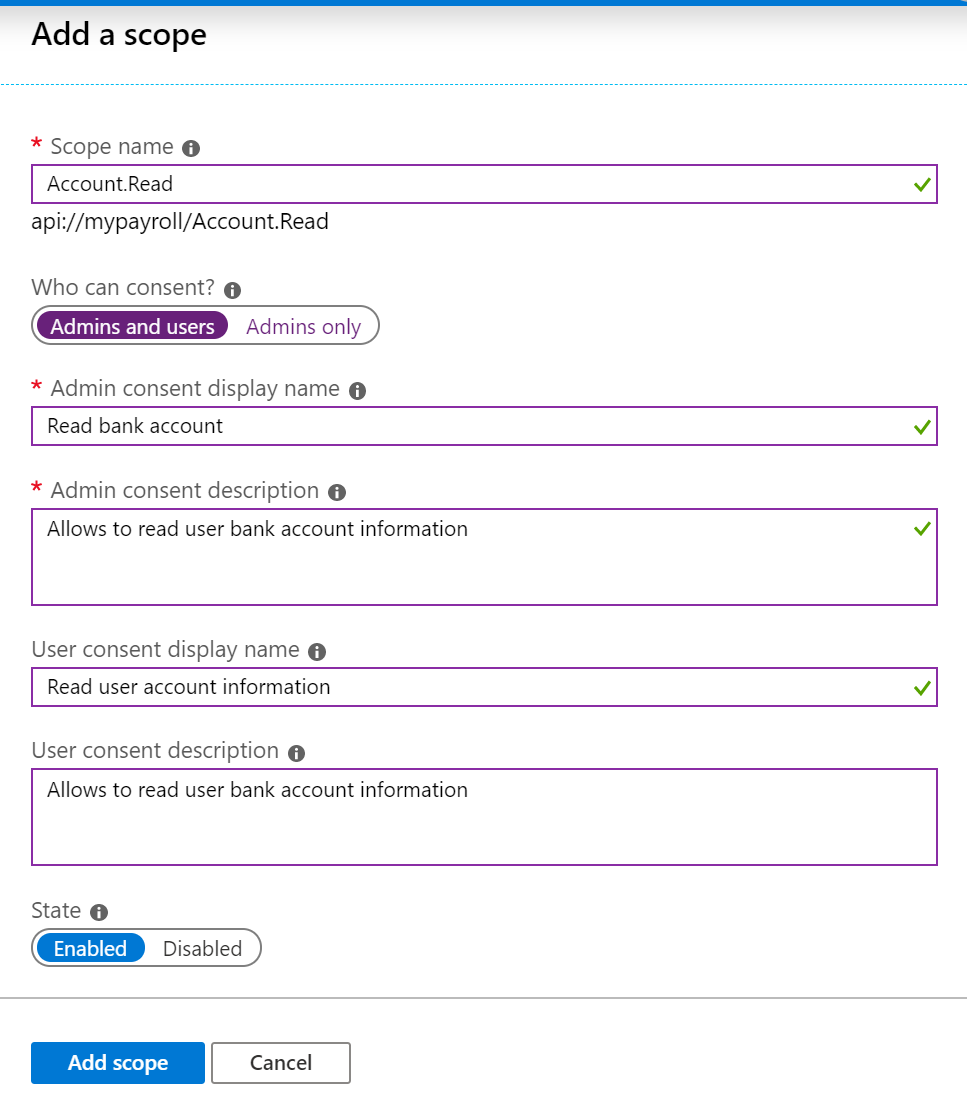 Add a scope
* Scope name
Account.Read
api://mypayroll/Account.Read
Who can consent?
Admins and users Admins only
* Admin consent display name
Read bank account
* Admin consent description
Allows to read user bank account information
User consent display name
Read user account information
User consent description
Allows to read user bank account information
State
Enabled Disabled
Add scope Cancel